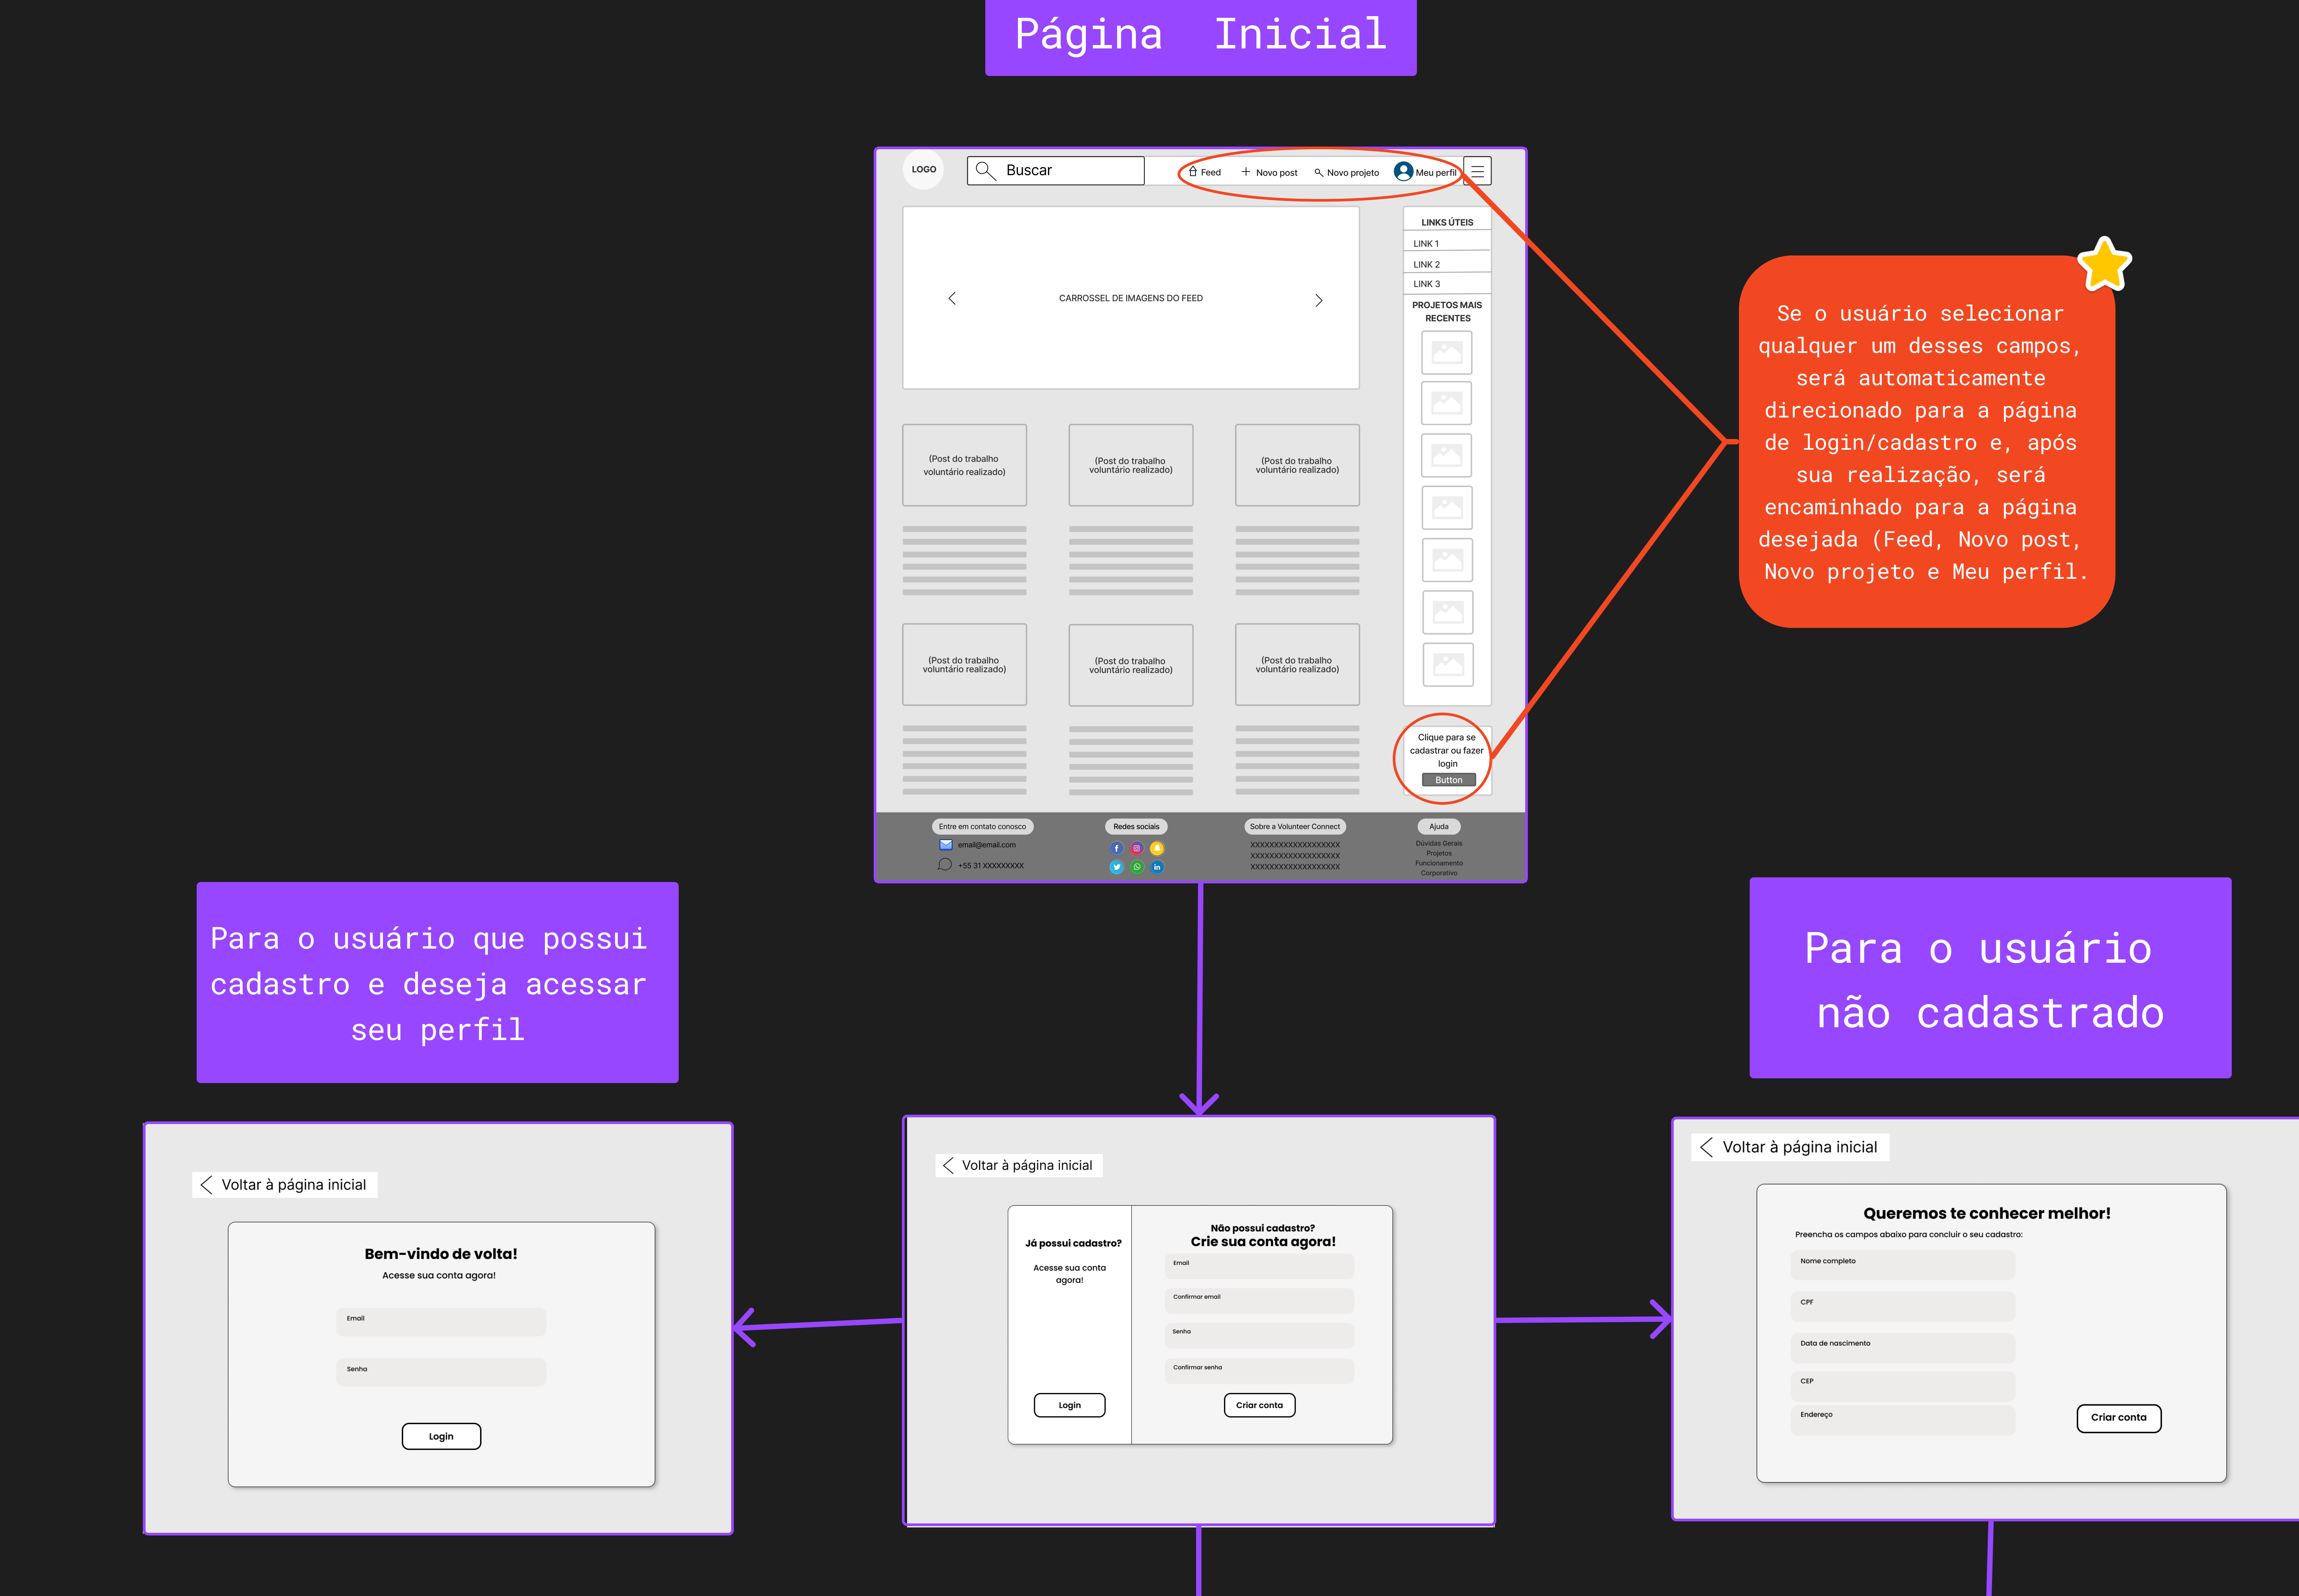 Página Inicial
LOGO
Buscar
Feed
Novo post
Novo projeto
Meu perfil
CARROSSEL DE IMAGENS DO FEED
LINKS ÚTEIS
LINK 1
LINK 2
LINK 3
PROJETOS MAIS
RECENTES
(Post do trabalho
voluntário realizado)
(Post do trabalho
voluntário realizado)
(Post do trabalho
voluntário realizado)
(Post do trabalho
voluntário realizado)
(Post do trabalho
voluntário realizado)
(Post do trabalho
voluntário realizado)
Clique para se
cadastrar ou fazer
login
Button
Entre em contato conosco
email@email.com
+55 31 XXXXXXXXX
Redes sociais
Sobre a Volunteer Connect
XXXXXXXXXXXXXXXXXXX
XXXXXXXXXXXXXXXXXXX
XXXXXXXXXXXXXXXXXXX
Ajuda
Dúvidas Gerais
Projetos
Funcionamento
Corporativo
Se o usuário selecionar
qualquer um desses campos,
será automaticamente
direcionado para a página
de login/cadastro e, após
sua realização, será
encaminhado para a página
desejada (Feed, Novo post,
Novo projeto e Meu perfil.
Para o usuário que possui
cadastro e deseja acessar
seu perfil
Voltar à página inicial
Bem-vindo de volta!
Acesse sua conta agora!
Email
Senha
Login
Voltar à página inicial
Já possui cadastro?
Acesse sua conta
agora!
Login
Não possui cadastro?
Crie sua conta agora!
Email
Confirmar email
Senha
Confirmar senha
Criar conta
Para o usuário
não cadastrado
Voltar à página inicial
Queremos te conhecer melhor!
Preencha os campos abaixo para concluir o seu cadastro:
Nome completo
CPF
Data de nascimento
CEP
Endereço
Criar conta